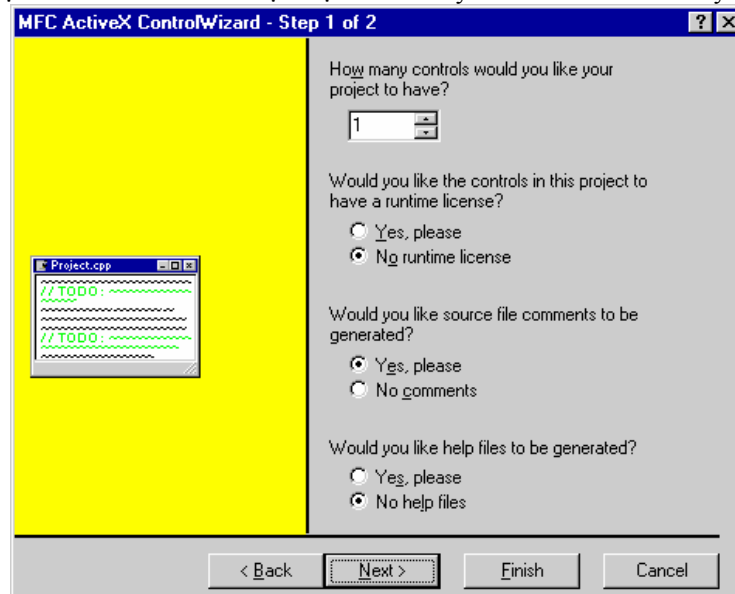 MFC ActiveX ControlWizard - Step 1 of 2
How many controls would you like your
project to have?
1
Would you like the controls in this project to
have a runtime license?
Yes, please
No runtime license
Project.cpp
//TODO:
//TODO:
Would you like source file comments to be
generated?
Yes, please
No comments
Would you like help files to be generated?
Yes, please
No help files
< Back Next > Finish Cancel